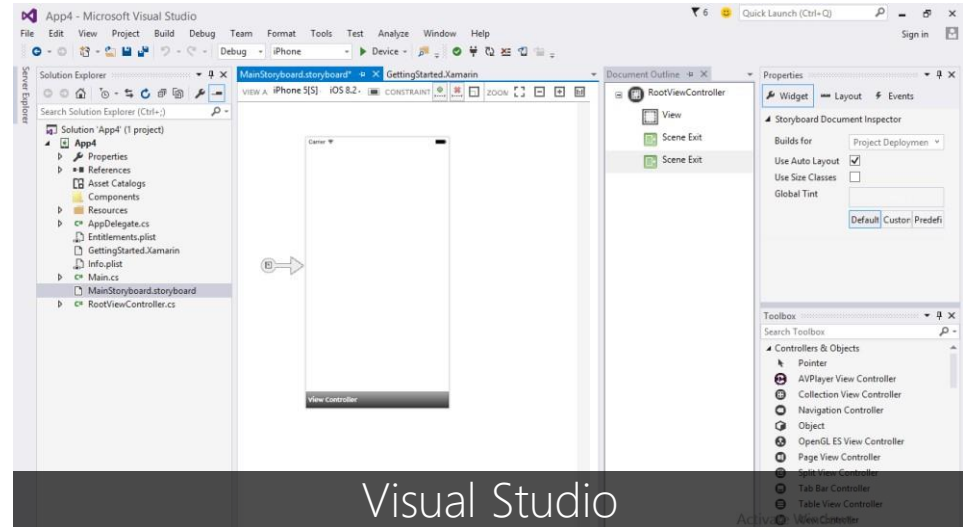 App4 - Microsoft Visual Studio
6
Quick Launch (Ctrl+Q)
File Edit View Project Build Debug Team Format Tools Test Analyze Window Help
Sign in
Debug iPhone Device
Server Explorer
Solution Explorer
Search Solution Explorer (Ctrl+;)
Solution 'App4' (1 project)
App4
Properties
References
Asset Catalogs
Components
Resources
AppDelegate.cs
Entitlements.plist
GettingStarted.Xamarin
Info.plist
Main.cs
MainStoryboard.storyboard
RootViewController.cs
MainStoryboard.storyboard* GettingStarted.Xamarin
VIEW A iPhone 5[S] iOS 8.2 CONSTRAINT ZOOM
Carrier
View Controller
Document Outline
RootViewController
View
Scene Exit
Scene Exit
Properties
Widget Layout Events
Storyboard Document Inspector
Builds for Project Deploymen
Use Auto Layout
Use Size Classes
Global Tint
Default Custor Predefi
Toolbox
Search Toolbox
Controllers & Objects
Pointer
AVPlayer View Controller
Collection View Controller
Navigation Controller
Object
OpenGL ES View Controller
Page View Controller
Split View Controller
Tab Bar Controller
Table View Controller
Visual Studio